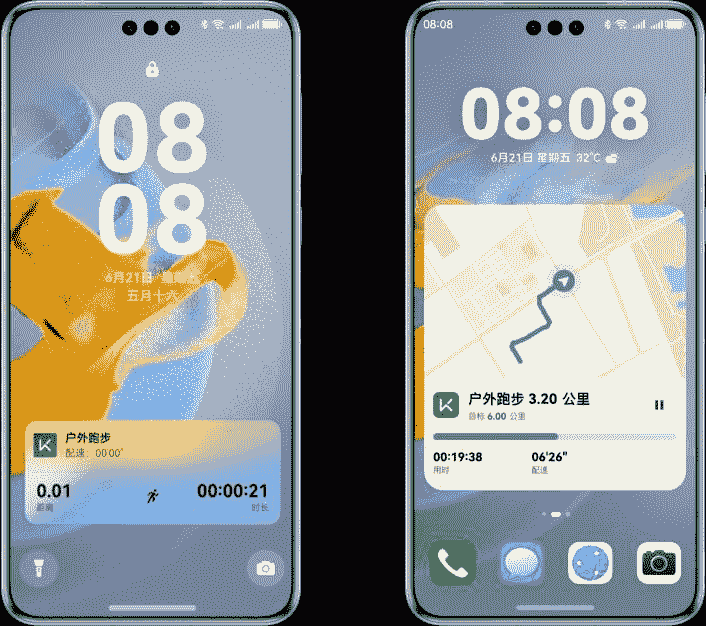 08
08
6月21日 星期五
五月十六
户外跑步
配速：00'00"
0.01
00:00:21
距离
时长
08:08
08:08
6月21日 星期五 32°C
户外跑步 3.20 公里
目标 6.00 公里
00:19:38
06'26"
用时
配速